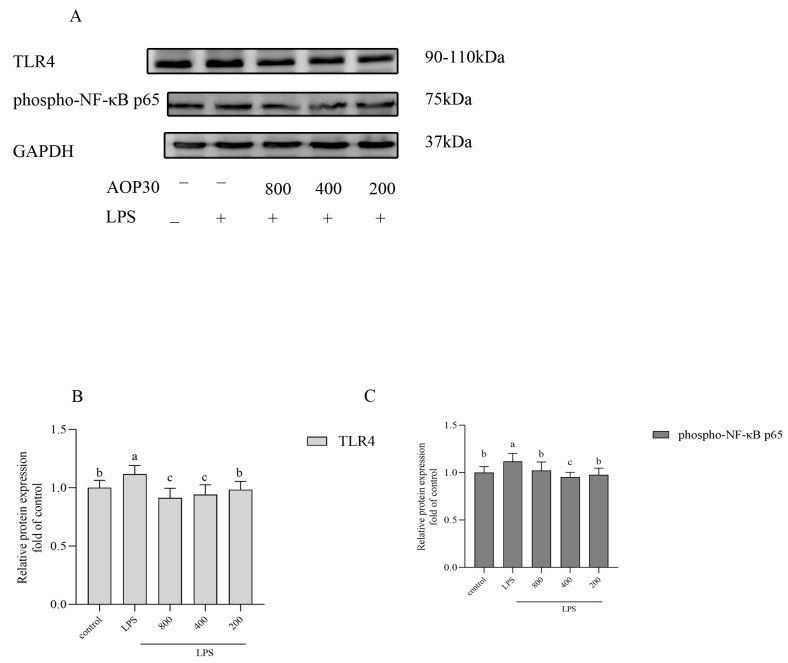 A
TLR4 90-110kDa
phospho-NF-κB p65 75kDa
GAPDH 37kDa
AOP30 – – 800 400 200
LPS – + + + +
B
Relative protein expression
fold of control
1.5
1.0
0.5
0.0
b a c c b
control LPS 800 400 200
LPS
TLR4
C
Relative protein expression
fold of control
1.5
1.0
0.5
0.0
b a b c b
control LPS 800 400 200
LPS
phospho-NF-κB p65